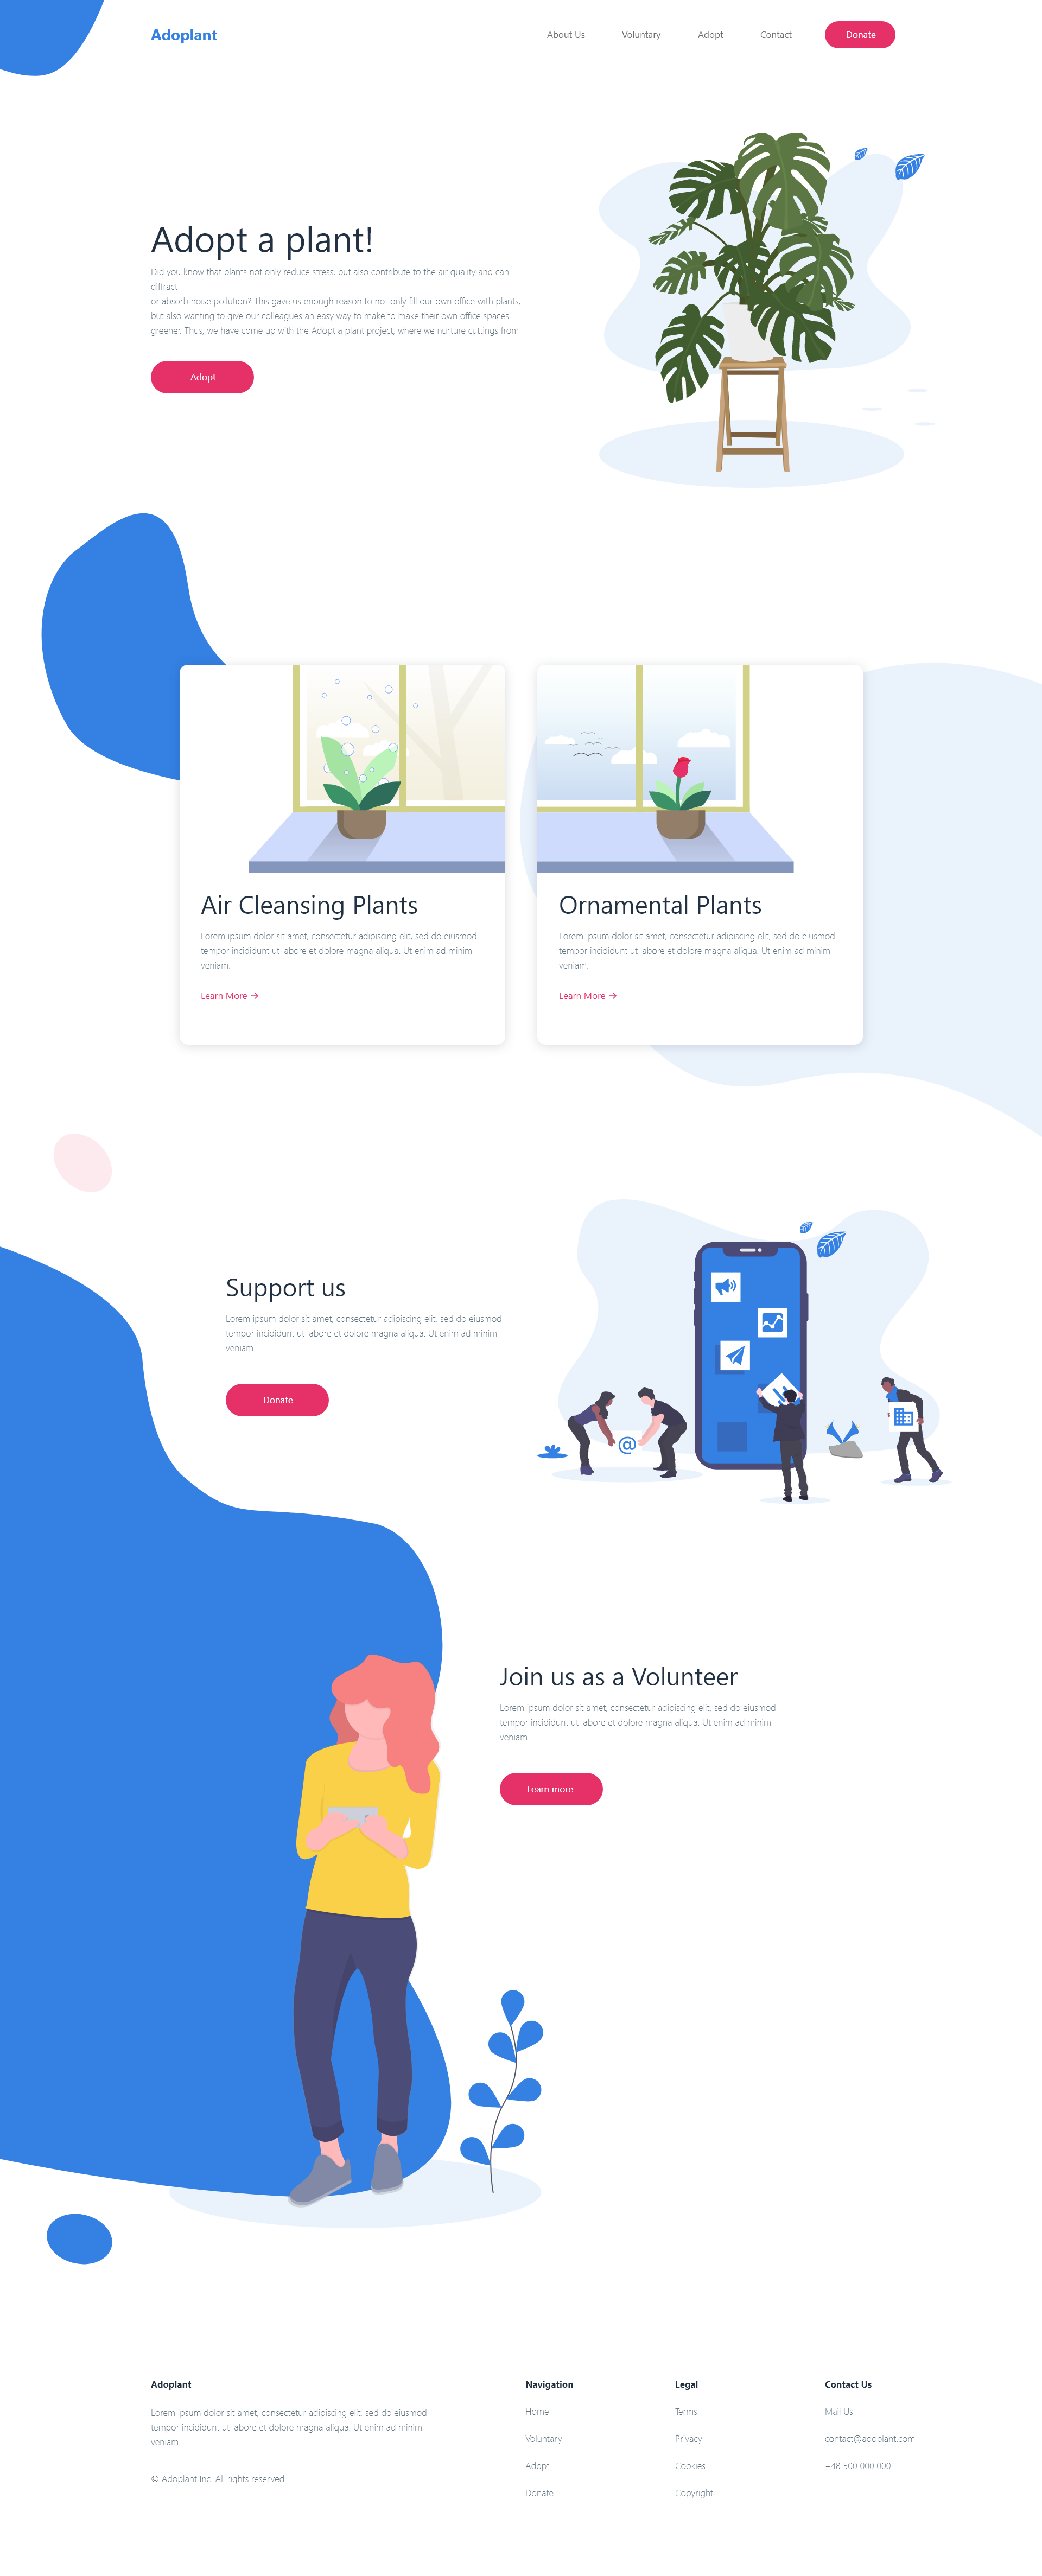 Adoplant
About Us
Voluntary
Adopt
Contact
Donate
Adopt a plant!
Did you know that plants not only reduce stress, but also contribute to the air quality and can
diffract
or absorb noise pollution? This gave us enough reason to not only fill our own office with plants,
but also wanting to give our colleagues an easy way to make to make their own office spaces
greener. Thus, we have come up with the Adopt a plant project, where we nurture cuttings from
Adopt
Air Cleansing Plants
Lorem ipsum dolor sit amet, consectetur adipiscing elit, sed do eiusmod
tempor incididunt ut labore et dolore magna aliqua. Ut enim ad minim
veniam.
Learn More →
Ornamental Plants
Lorem ipsum dolor sit amet, consectetur adipiscing elit, sed do eiusmod
tempor incididunt ut labore et dolore magna aliqua. Ut enim ad minim
veniam.
Learn More →
Support us
Lorem ipsum dolor sit amet, consectetur adipiscing elit, sed do eiusmod
tempor incididunt ut labore et dolore magna aliqua. Ut enim ad minim
veniam.
Donate
@
Join us as a Volunteer
Lorem ipsum dolor sit amet, consectetur adipiscing elit, sed do eiusmod
tempor incididunt ut labore et dolore magna aliqua. Ut enim ad minim
veniam.
Learn more
Adoplant
Lorem ipsum dolor sit amet, consectetur adipiscing elit, sed do eiusmod
tempor incididunt ut labore et dolore magna aliqua. Ut enim ad minim
veniam.
© Adoplant Inc. All rights reserved
Navigation
Home
Voluntary
Adopt
Donate
Legal
Terms
Privacy
Cookies
Copyright
Contact Us
Mail Us
contact@adoplant.com
+48 500 000 000